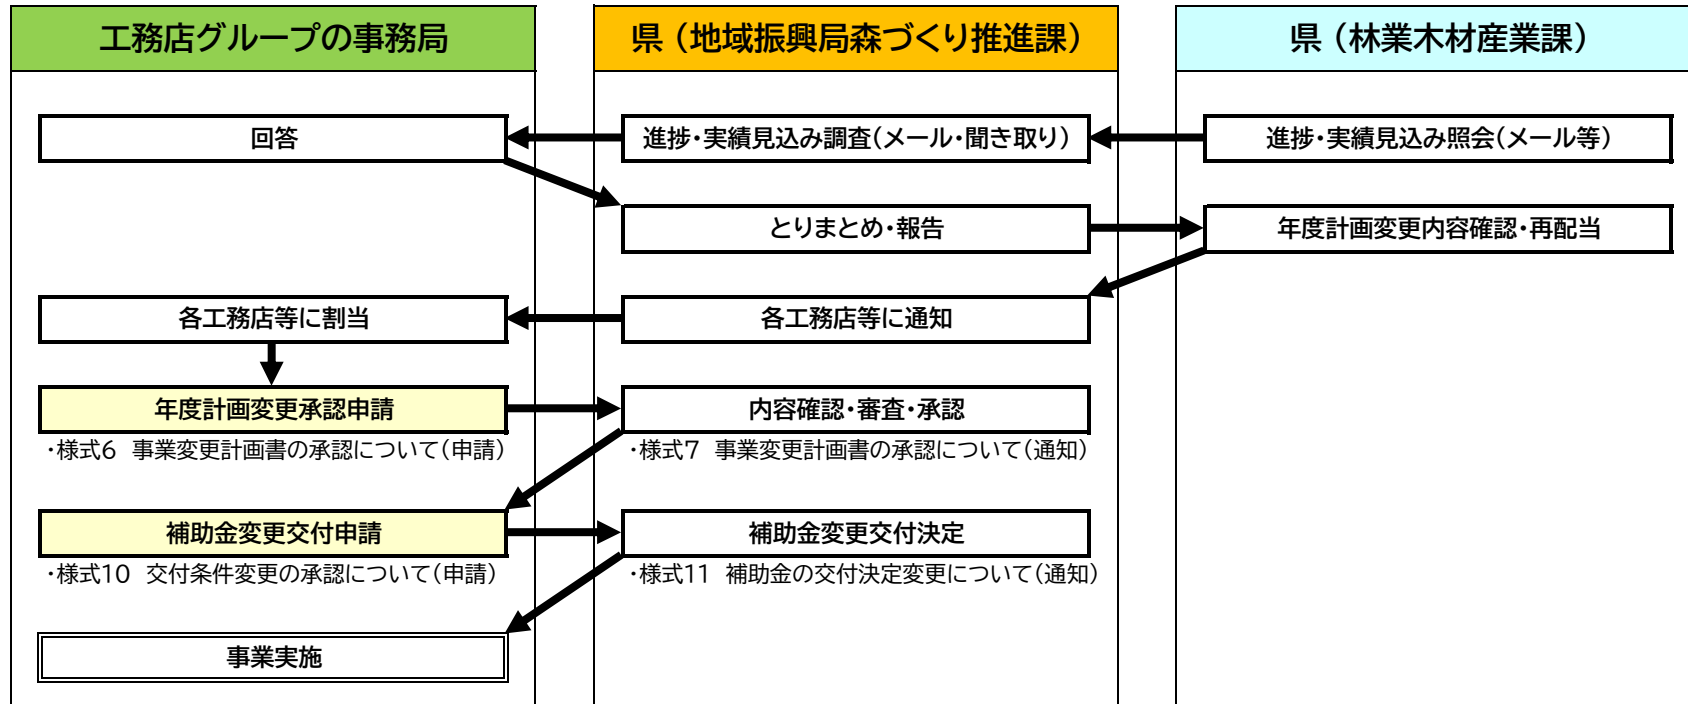 工務店グループの事務局
県（地域振興局森づくり推進課）
県（林業木材産業課）
回答
進捗・実績見込み調査（メール・聞き取り）
進捗・実績見込み照会（メール等）
とりまとめ・報告
年度計画変更内容確認・再配当
各工務店等に割当
各工務店等に通知
年度計画変更承認申請
内容確認・審査・承認
・様式6　事業変更計画書の承認について（申請）
・様式7　事業変更計画書の承認について（通知）
補助金変更交付申請
補助金変更交付決定
・様式10　交付条件変更の承認について（申請）
・様式11　補助金の交付決定変更について（通知）
事業実施